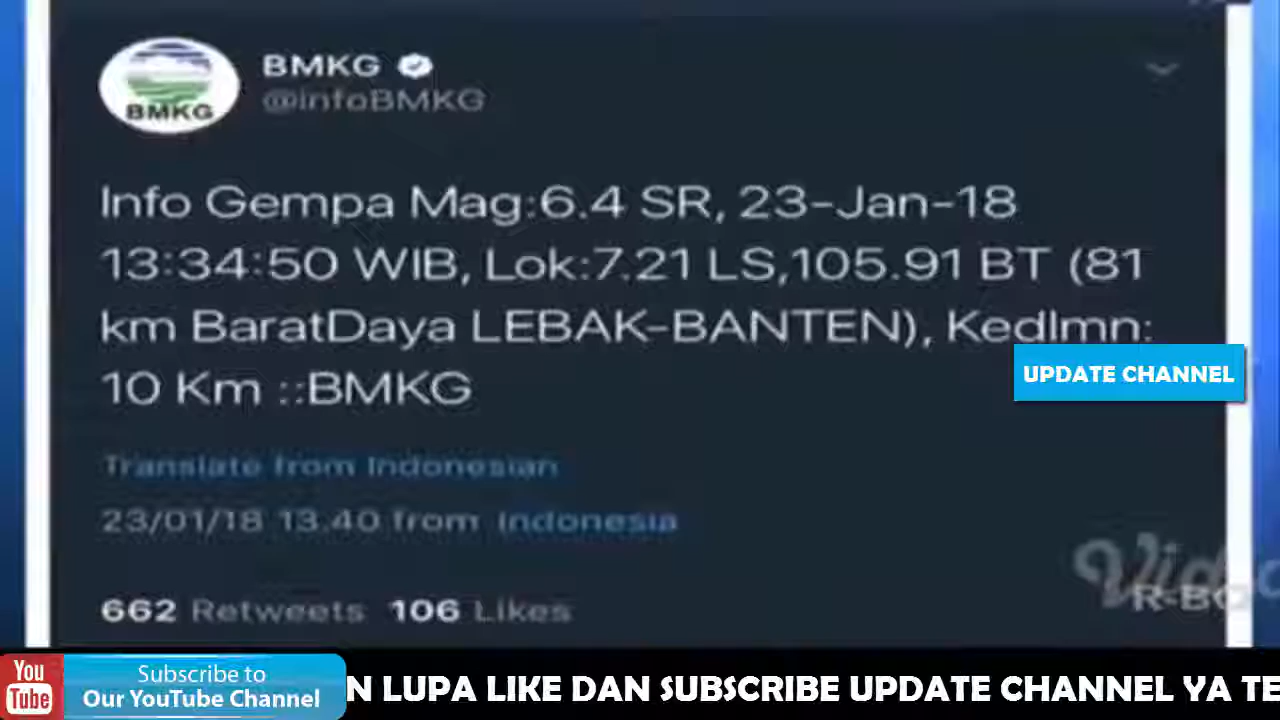 BMKG
@infoBMKG
BMKG
Info Gempa Mag:6.4 SR, 23-Jan-18
13:34:50 WIB, Lok:7.21 LS,105.91 BT (81
km BaratDaya LEBAK-BANTEN), Kedlmn:
10 Km ::BMKG
UPDATE CHANNEL
Translate from Indonesian
23/01/18 13.40 from Indonesia
662 Retweets 106 Likes
You
Tube
Subscribe to
Our YouTube Channel
N LUPA LIKE DAN SUBSCRIBE UPDATE CHANNEL YA TE